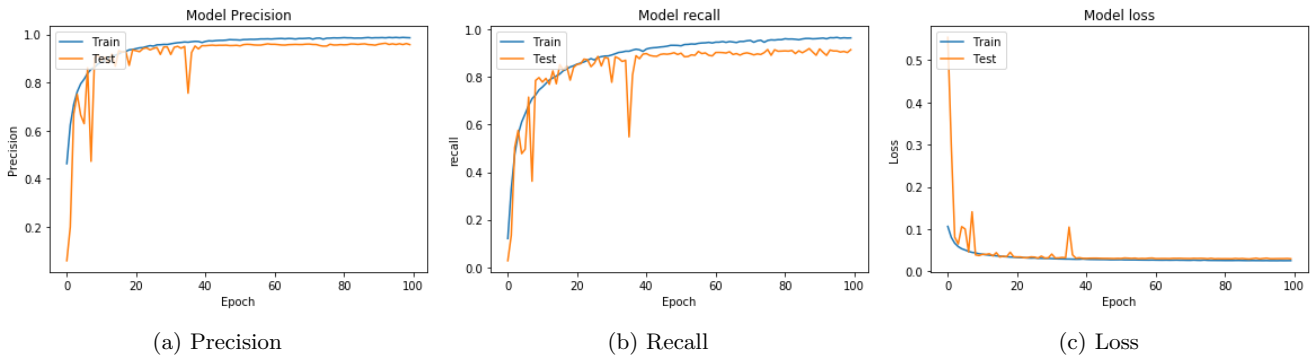 Model Precision
Train
Test
1.0
0.8
0.6
0.4
0.2
Precision
0
20
40
60
80
100
Epoch
(a) Precision
Model recall
Train
Test
1.0
0.8
0.6
0.4
0.2
0.0
recall
0
20
40
60
80
100
Epoch
(b) Recall
Model loss
Train
Test
0.5
0.4
0.3
0.2
0.1
0.0
Loss
0
20
40
60
80
100
Epoch
(c) Loss